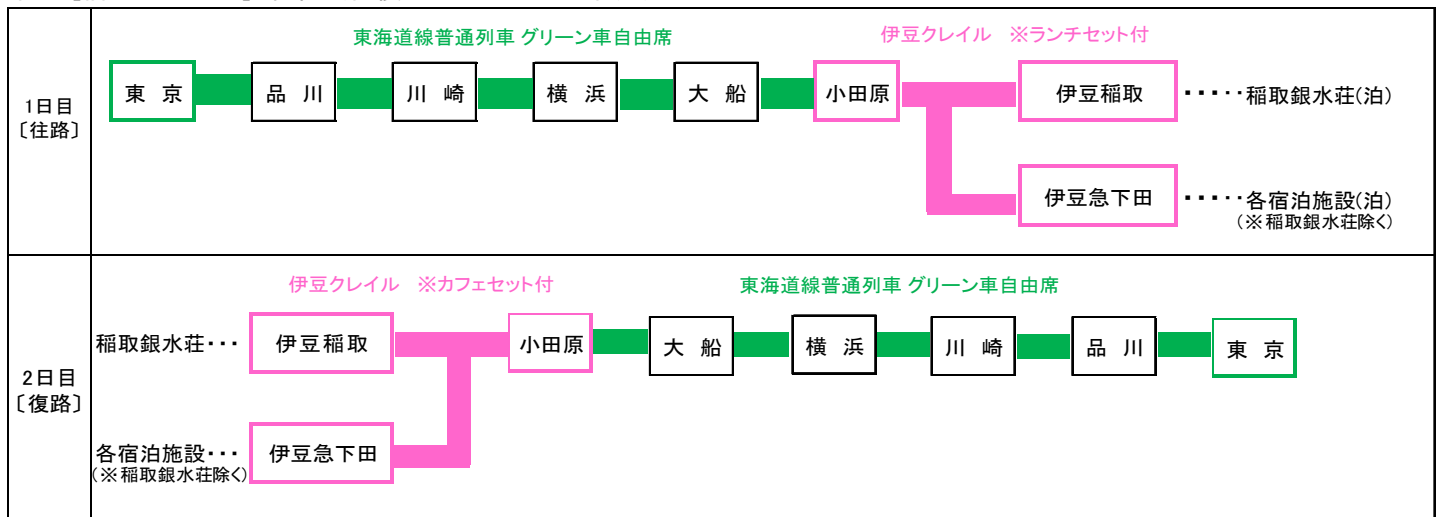 東海道線普通列車 グリーン車自由席
伊豆クレイル ※ランチセット付
1日目
〔往路〕
東 京
品 川
川 崎
横 浜
大 船
小田原
伊豆稲取
・・・・・稲取銀水荘(泊)
伊豆急下田
・・・・・各宿泊施設(泊)
(※稲取銀水荘除く)
伊豆クレイル ※カフェセット付
東海道線普通列車 グリーン車自由席
2日目
〔復路〕
稲取銀水荘・・・
伊豆稲取
小田原
大 船
横 浜
川 崎
品 川
東 京
各宿泊施設・・・
(※稲取銀水荘除く)
伊豆急下田